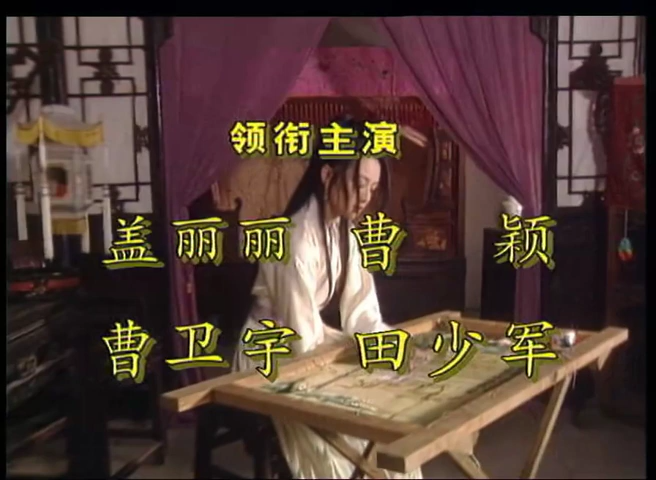 领衔主演
盖丽丽 曹 颖
曹卫宇 田少军